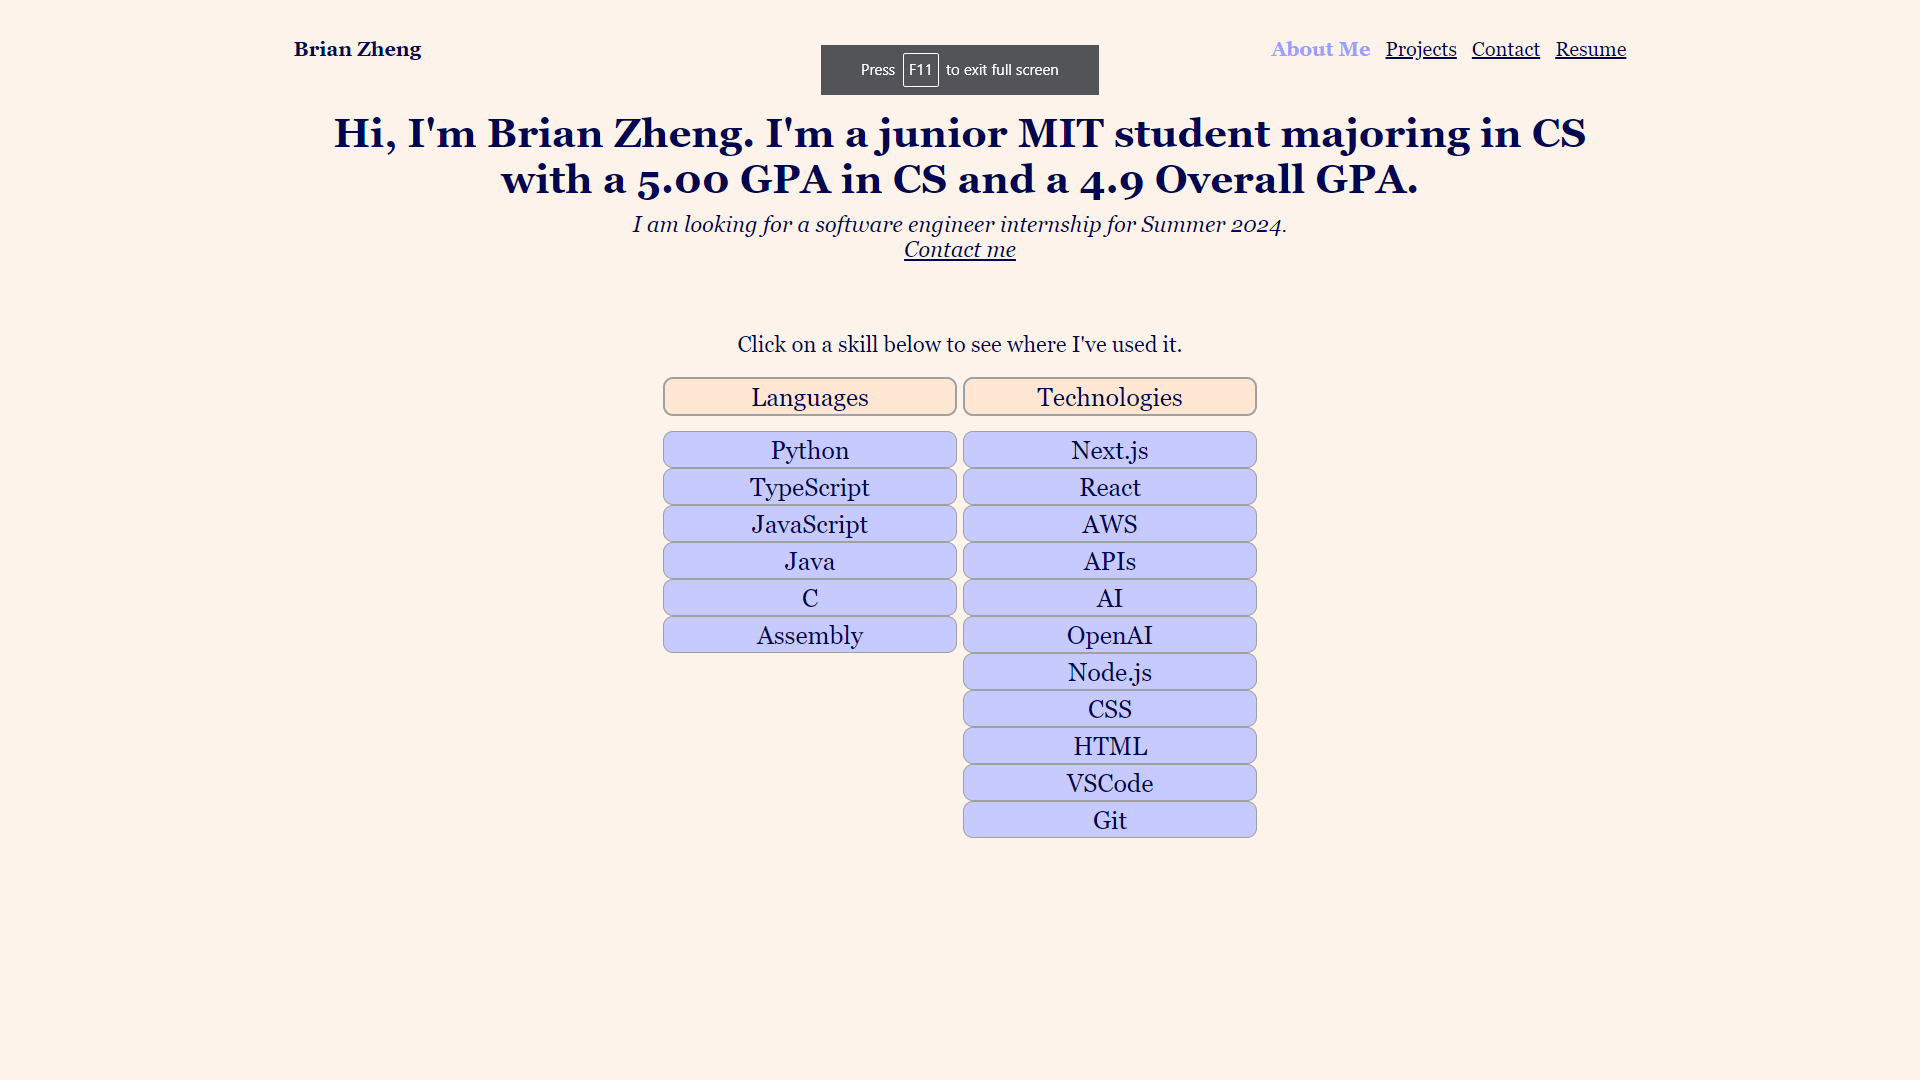 Brian Zheng
Press F11 to exit full screen
About Me Projects Contact Resume
Hi, I'm Brian Zheng. I'm a junior MIT student majoring in CS
with a 5.00 GPA in CS and a 4.9 Overall GPA.
I am looking for a software engineer internship for Summer 2024.
Contact me
Click on a skill below to see where I've used it.
Languages
Python
TypeScript
JavaScript
Java
C
Assembly
Technologies
Next.js
React
AWS
APIs
AI
OpenAI
Node.js
CSS
HTML
VSCode
Git